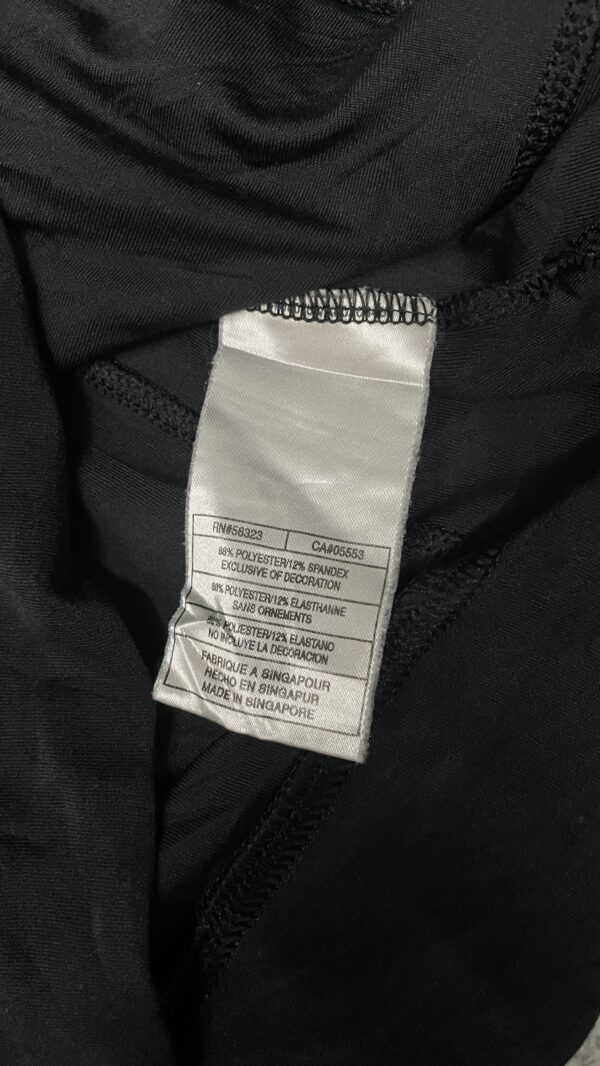 RN#56323 CA#05553
88% POLYESTER/12% SPANDEX
EXCLUSIVE OF DECORATION
88% POLYESTER/12% ELASTHANNE
SANS ORNEMENTS
88% POLIESTER/12% ELASTANO
NO INCLUYE LA DECORACION
FABRIQUE A SINGAPOUR
HECHO EN SINGAPUR
MADE IN SINGAPORE